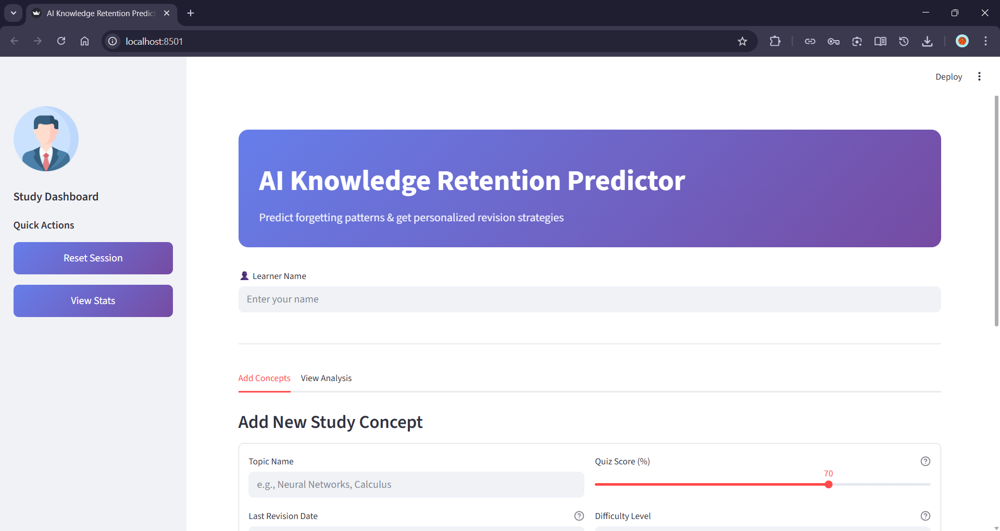 AI Knowledge Retention Predict
localhost:8501
Deploy
Study Dashboard
Quick Actions
Reset Session
View Stats
AI Knowledge Retention Predictor
Predict forgetting patterns & get personalized revision strategies
Learner Name
Enter your name
Add Concepts
View Analysis
Add New Study Concept
Topic Name
e.g., Neural Networks, Calculus
Quiz Score (%)
70
Last Revision Date
Difficulty Level